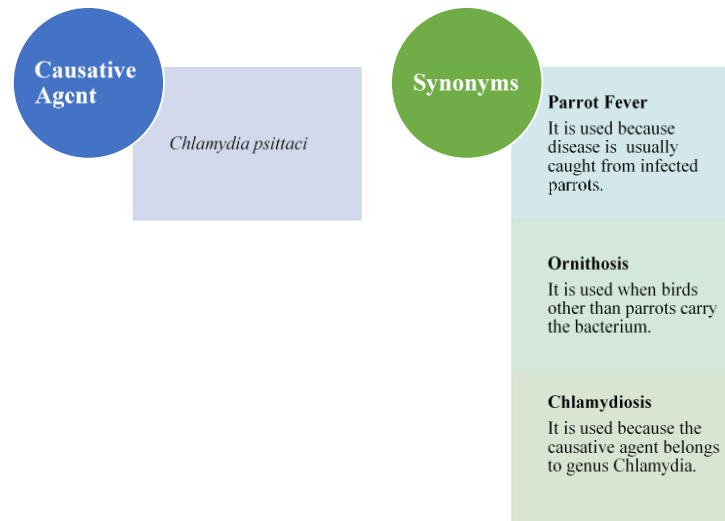 Causative
Agent
Chlamydia psittaci
Synonyms
Parrot Fever
It is used because
disease is usually
caught from infected
parrots.
Ornithosis
It is used when birds
other than parrots carry
the bacterium.
Chlamydiosis
It is used because the
causative agent belongs
to genus Chlamydia.